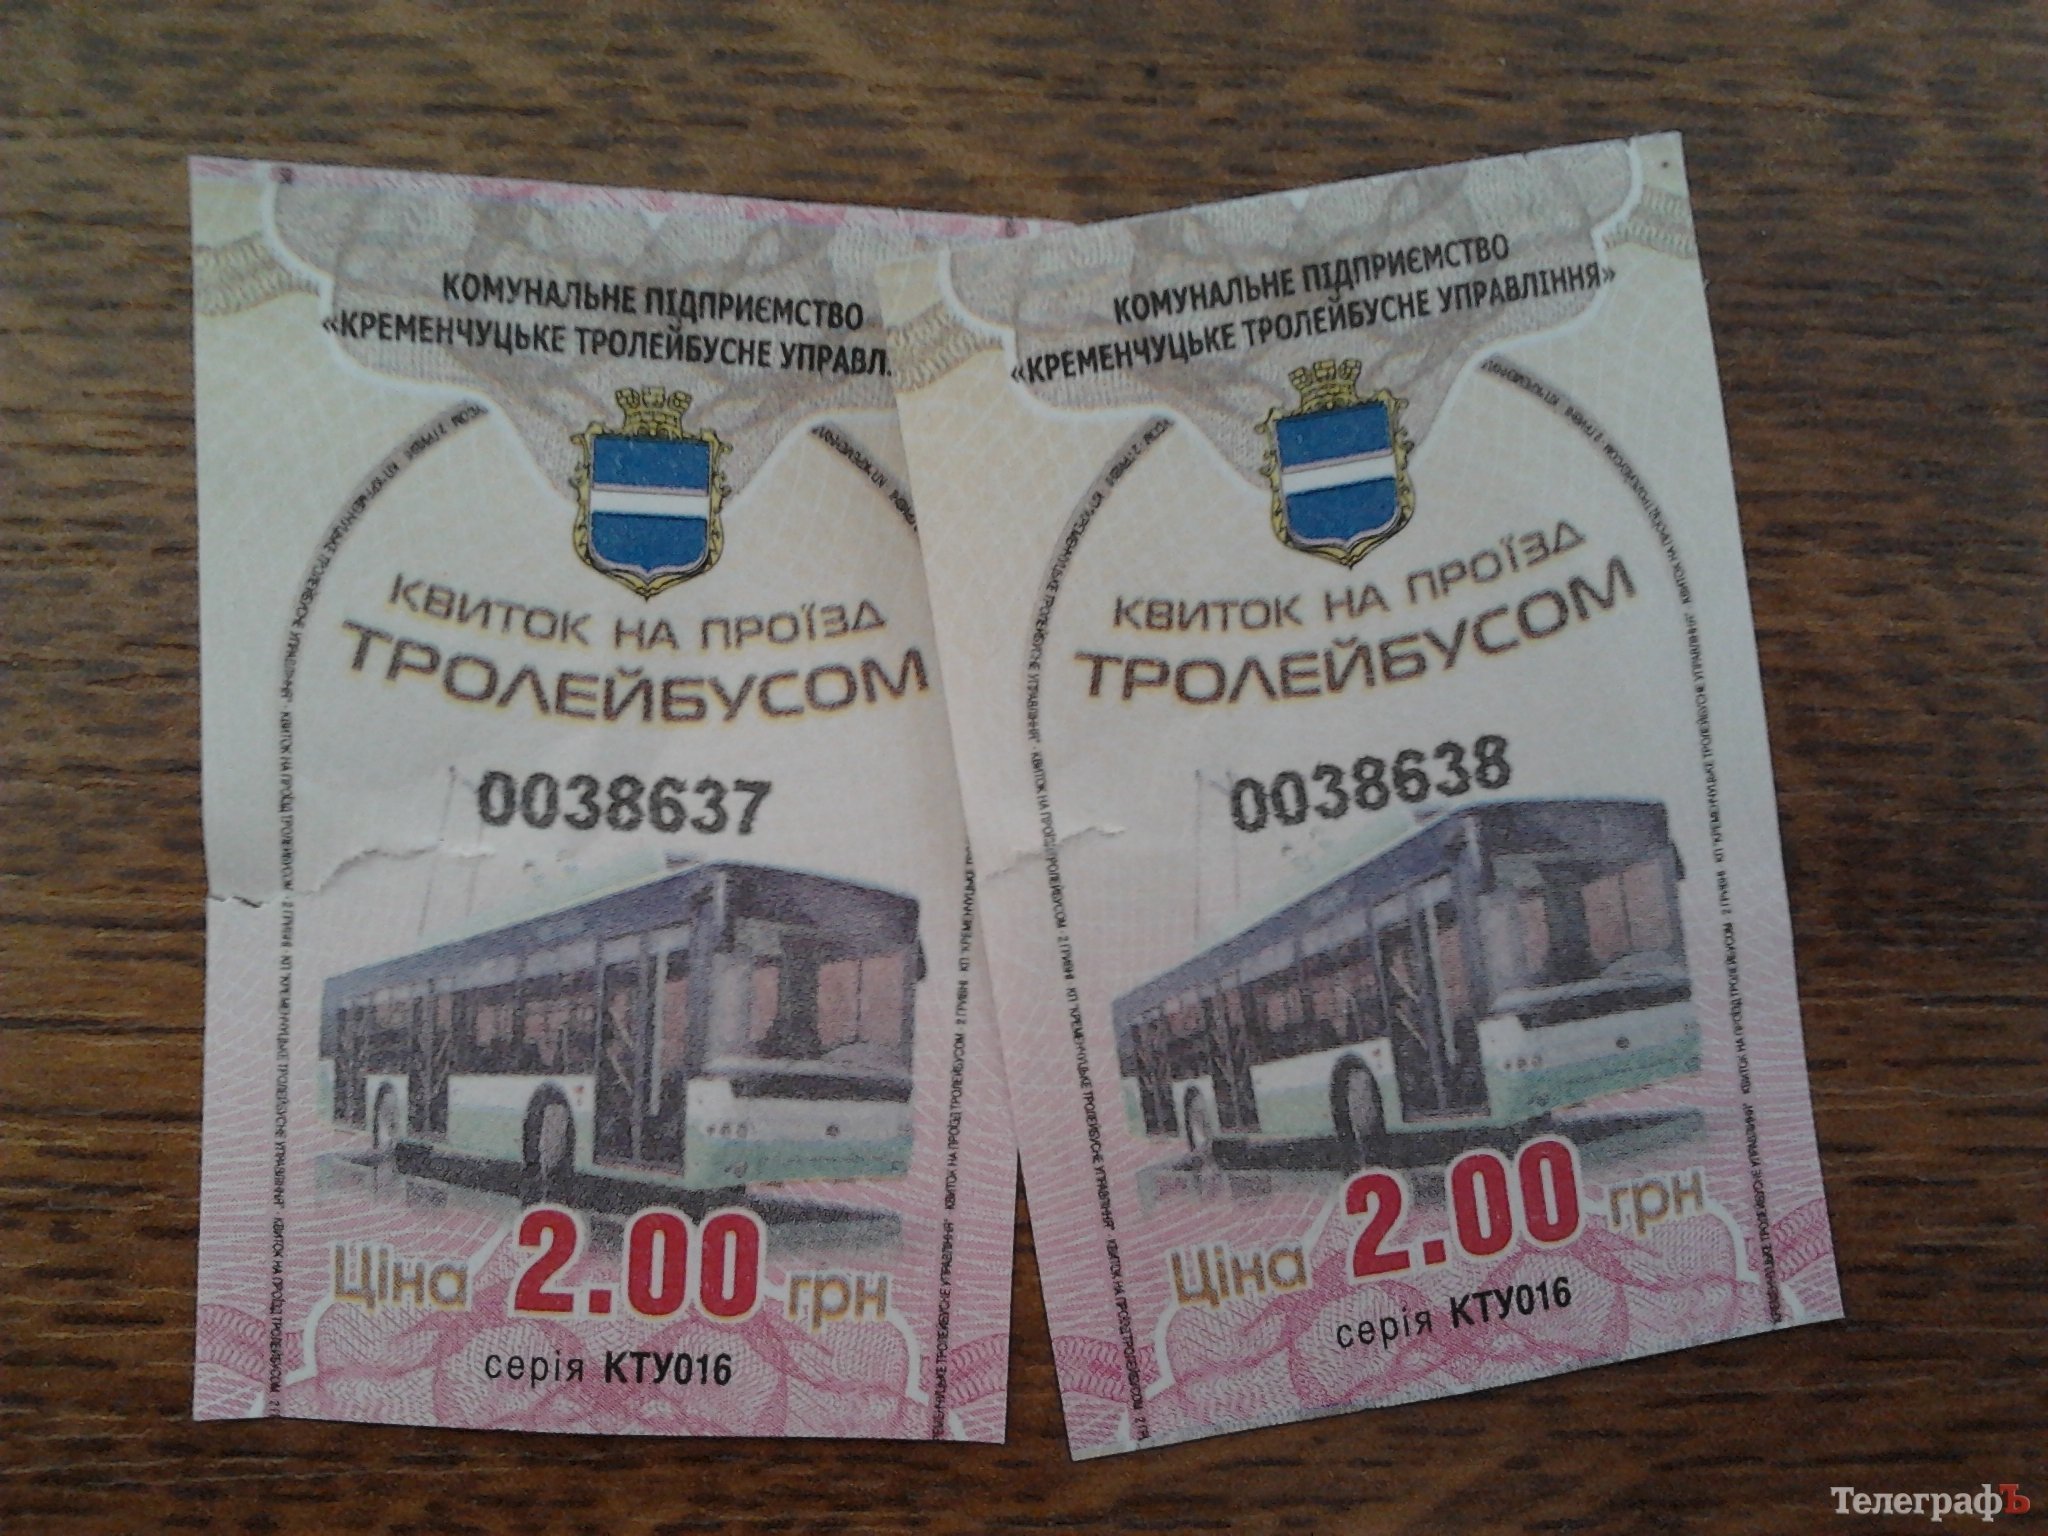 КОМУНАЛЬНЕ ПІДПРИЄМСТВО
«КРЕМЕНЧУЦЬКЕ ТРОЛЕЙБУСНЕ УПРАВЛ
КВИТОК НА ПРОЇЗД
ТРОЛЕЙБУСОМ
0038637
Ціна 2.00 грн
серія КТУ016
КОМУНАЛЬНЕ ПІДПРИЄМСТВО
«КРЕМЕНЧУЦЬКЕ ТРОЛЕЙБУСНЕ УПРАВЛІННЯ»
КВИТОК НА ПРОЇЗД
ТРОЛЕЙБУСОМ
0038638
Ціна 2.00 грн
серія КТУ016
ТелеграфЪ